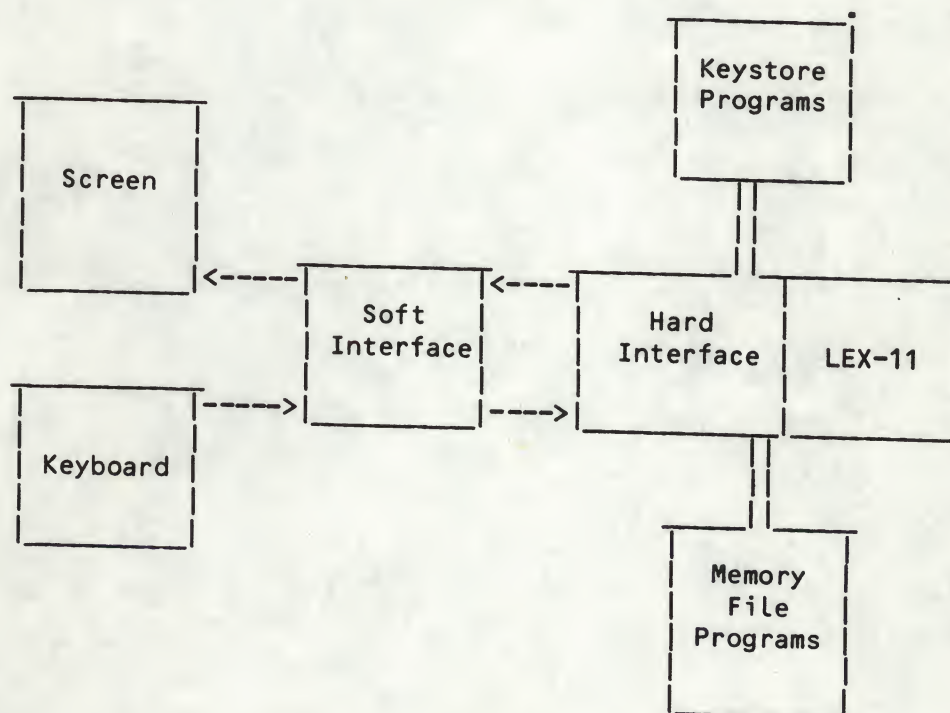 Keystore
Programs
Screen
Soft
Interface
Hard
Interface
LEX-11
Keyboard
Memory
File
Programs